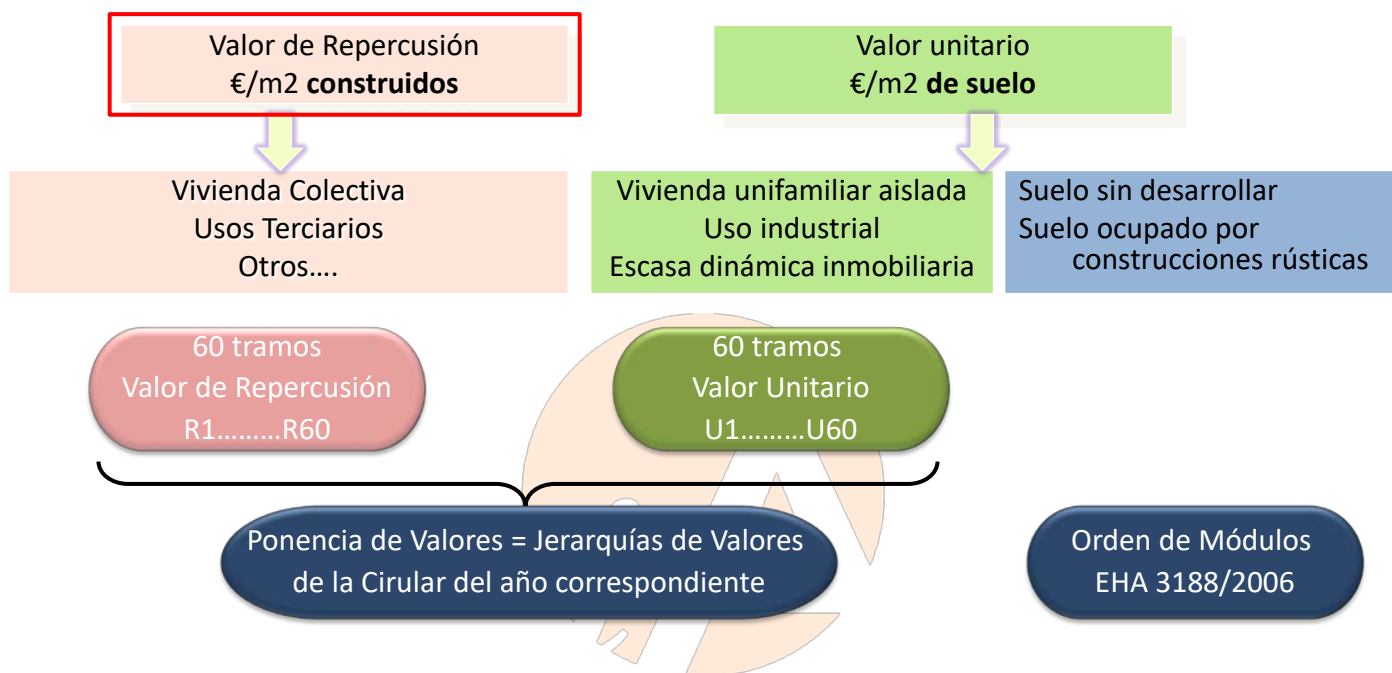 Valor de Repercusión
€/m2 construidos
Valor unitario
€/m2 de suelo
Vivienda Colectiva
Usos Terciarios
Otros….
Vivienda unifamiliar aislada
Uso industrial
Escasa dinámica inmobiliaria
Suelo sin desarrollar
Suelo ocupado por
construcciones rústicas
60 tramos
Valor de Repercusión
R1………R60
60 tramos
Valor Unitario
U1………U60
Ponencia de Valores = Jerarquías de Valores
de la Cirular del año correspondiente
Orden de Módulos
EHA 3188/2006